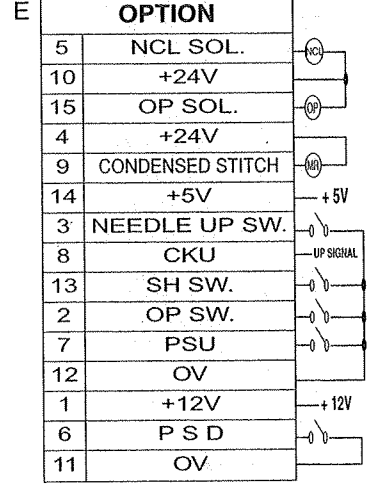 E
OPTION
5 NCL SOL. NCL
10 +24V
15 OP SOL. OP
4 +24V
9 CONDENSED STITCH MR
14 +5V +5V
3 NEEDLE UP SW.
8 CKU UP SIGNAL
13 SH SW.
2 OP SW.
7 PSU
12 OV
1 +12V +12V
6 P S D
11 OV